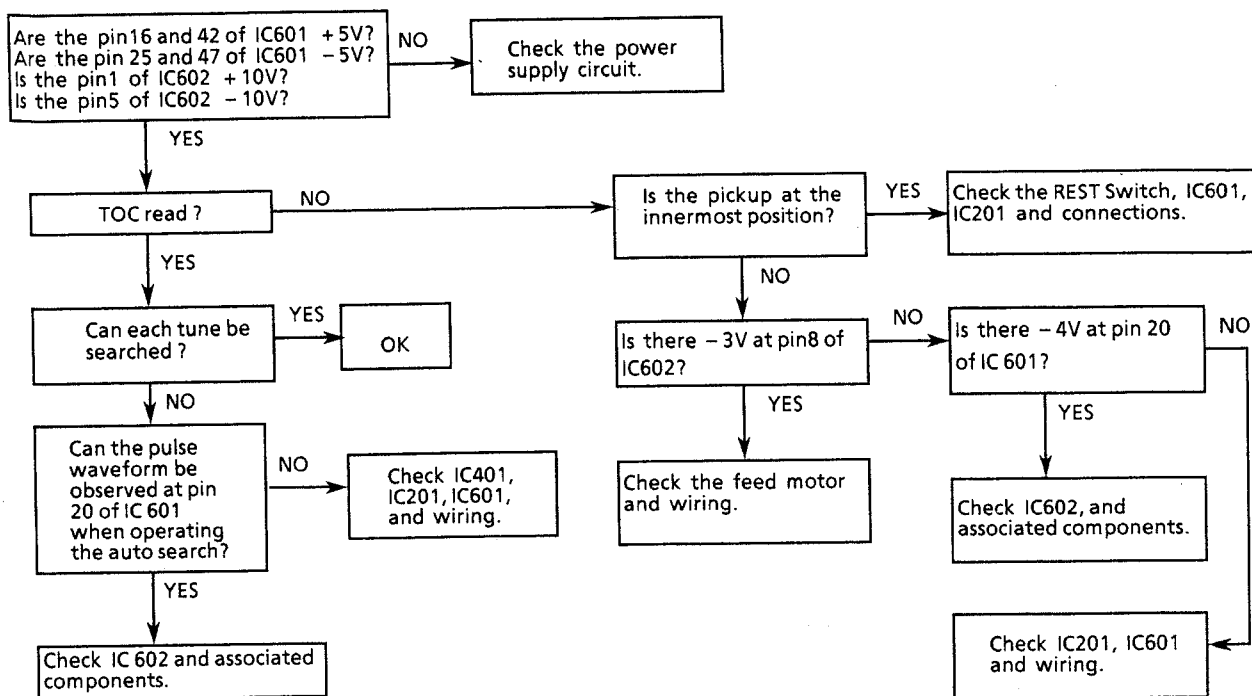 Are the pin16 and 42 of IC601 +5V?
Are the pin 25 and 47 of IC601 −5V?
Is the pin1 of IC602 +10V?
Is the pin5 of IC602 −10V?
NO
Check the power
supply circuit.
YES
TOC read ?
NO
Is the pickup at the
innermost position?
YES
Check the REST Switch, IC601,
IC201 and connections.
YES
NO
Can each tune be
searched ?
YES
OK
Is there −3V at pin8 of
IC602?
NO
Is there −4V at pin 20
of IC 601?
NO
NO
YES
YES
Can the pulse
waveform be
observed at pin
20 of IC 601
when operating
the auto search?
NO
Check IC401,
IC201, IC601,
and wiring.
Check the feed motor
and wiring.
Check IC602, and
associated components.
YES
Check IC 602 and associated
components.
Check IC201, IC601
and wiring.